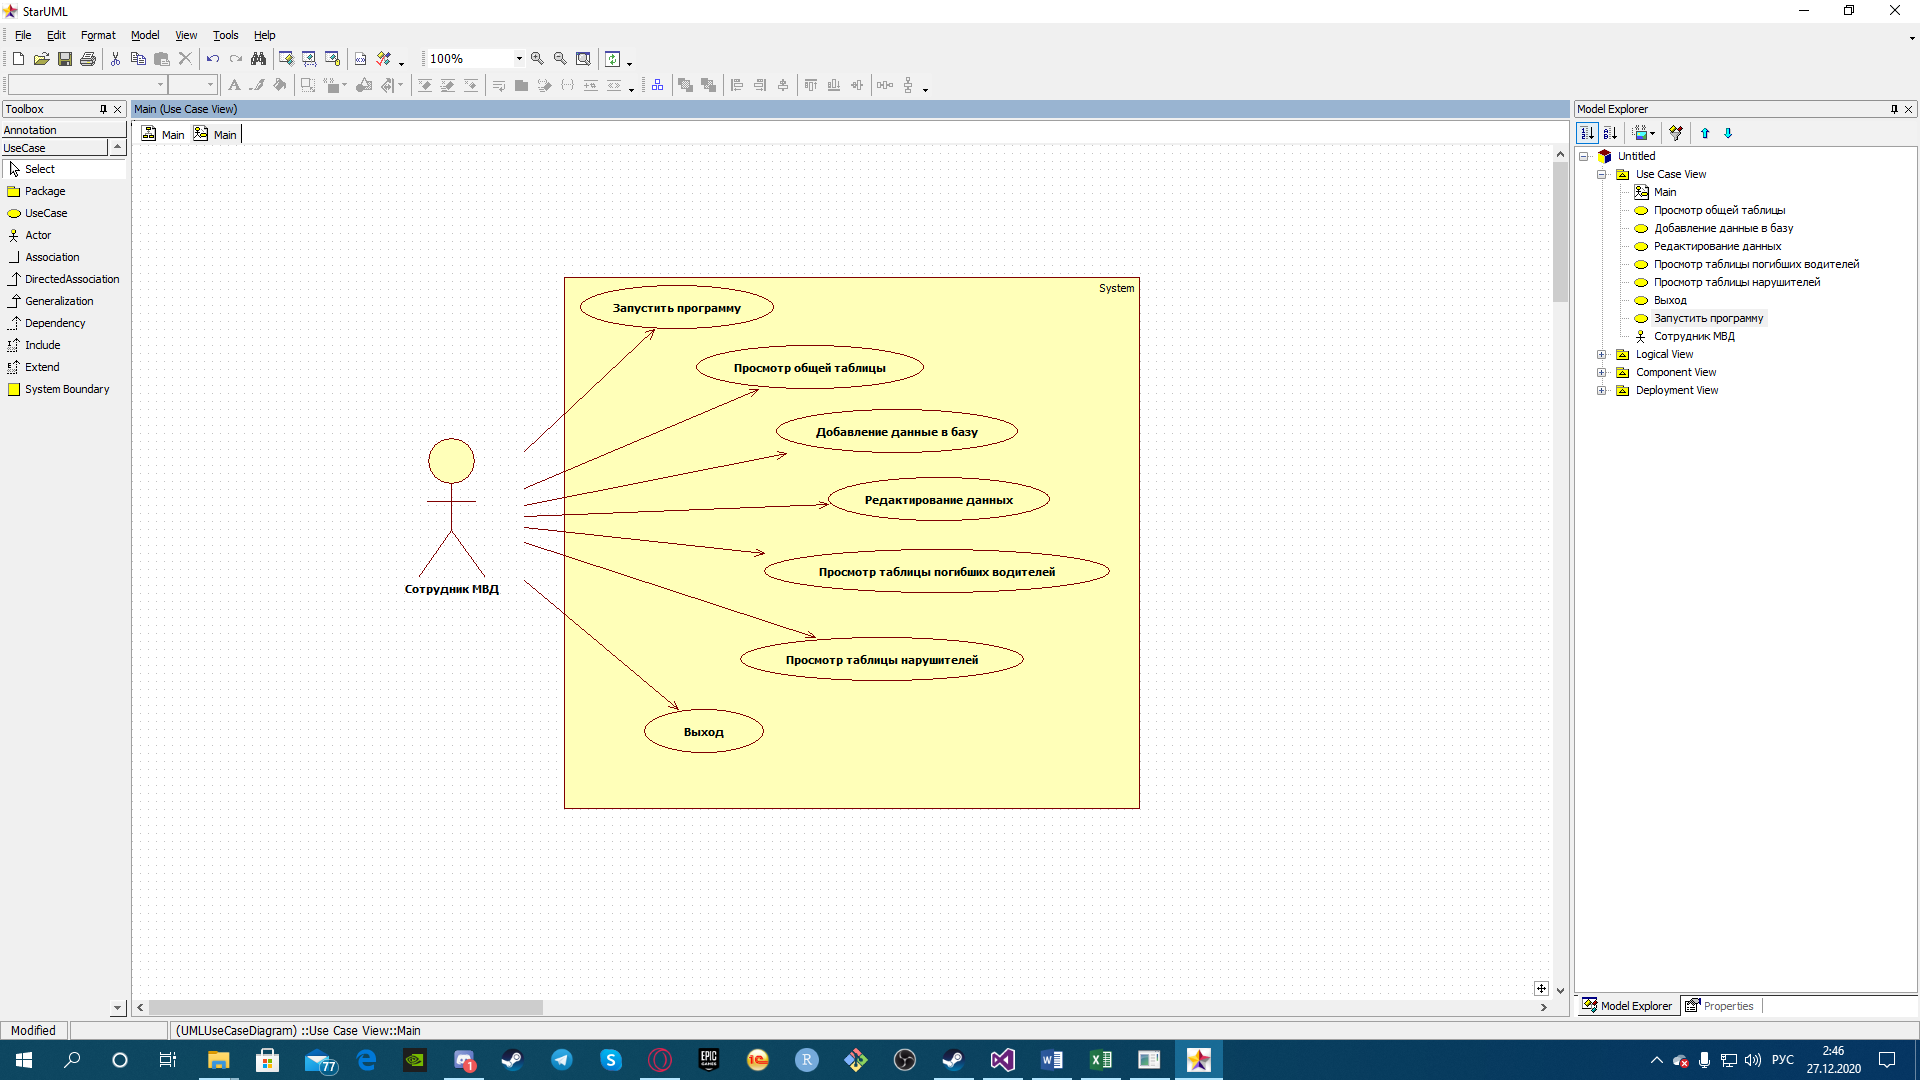 StarUML
File Edit Format Model View Tools Help
100%
Toolbox
Annotation
UseCase
Select
Package
UseCase
Actor
Association
DirectedAssociation
Generalization
Dependency
Include
Extend
System Boundary
Main (Use Case View)
Main Main
System
Запустить программу
Просмотр общей таблицы
Добавление данные в базу
Редактирование данных
Просмотр таблицы погибших водителей
Просмотр таблицы нарушителей
Выход
Сотрудник МВД
Model Explorer
Untitled
Use Case View
Main
Просмотр общей таблицы
Добавление данные в базу
Редактирование данных
Просмотр таблицы погибших водителей
Просмотр таблицы нарушителей
Выход
Запустить программу
Сотрудник МВД
Logical View
Component View
Deployment View
Model Explorer Properties
Modified
(UMLUseCaseDiagram) ::Use Case View::Main
77
1
EPIC
GAMES
1C
R
РУС
2:46
27.12.2020